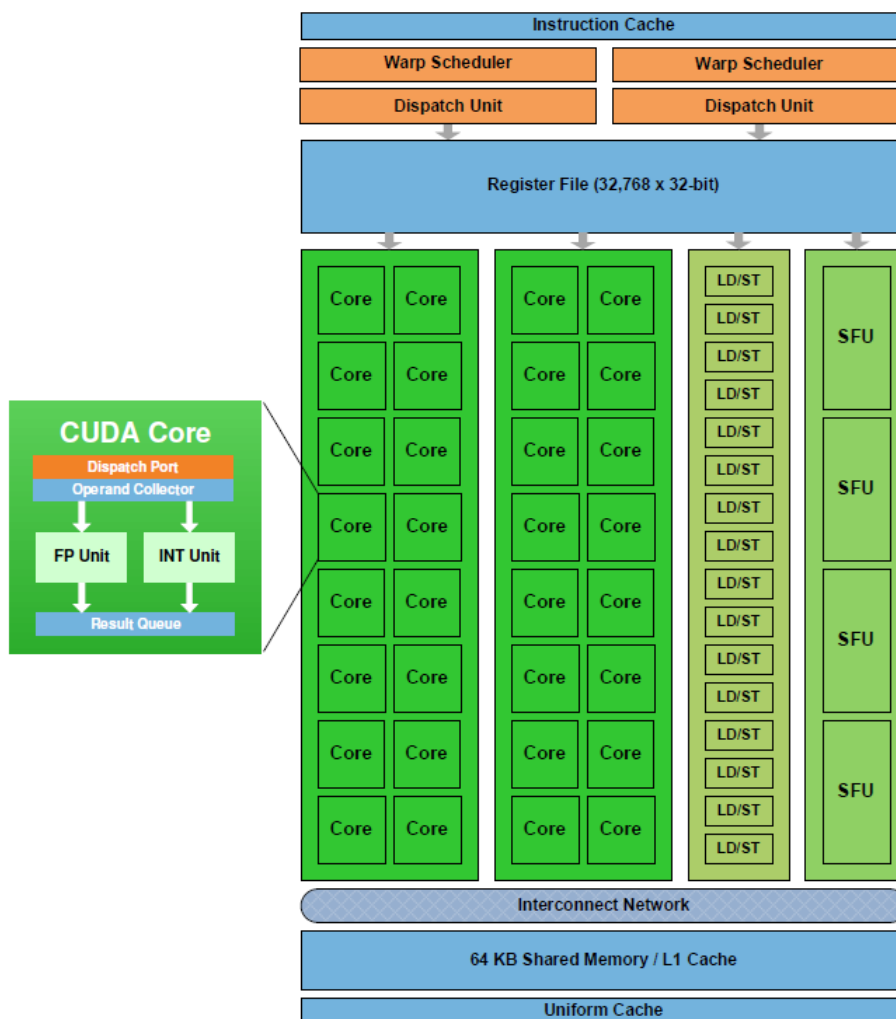 Instruction Cache
Warp Scheduler Warp Scheduler
Dispatch Unit Dispatch Unit
Register File (32,768 x 32-bit)
Core Core Core Core LD/ST SFU
LD/ST
Core Core Core Core LD/ST
LD/ST
Core Core Core Core LD/ST SFU
LD/ST
Core Core Core Core LD/ST
LD/ST
Core Core Core Core LD/ST SFU
LD/ST
Core Core Core Core LD/ST
LD/ST
Core Core Core Core LD/ST SFU
LD/ST
Core Core Core Core LD/ST
LD/ST
CUDA Core
Dispatch Port
Operand Collector
FP Unit INT Unit
Result Queue
Interconnect Network
64 KB Shared Memory / L1 Cache
Uniform Cache